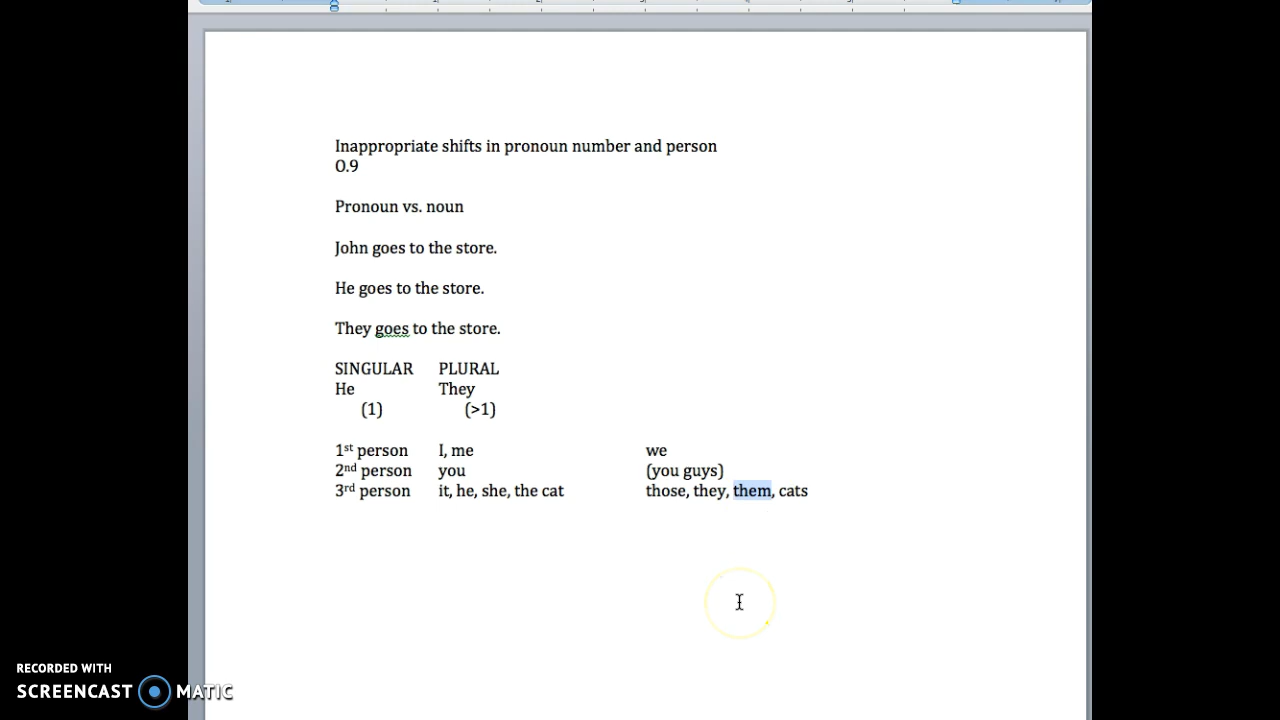 Inappropriate shifts in pronoun number and person
O.9
Pronoun vs. noun
John goes to the store.
He goes to the store.
They goes to the store.
SINGULAR PLURAL
He They
(1) (>1)
1st person I, me we
2nd person you (you guys)
3rd person it, he, she, the cat those, they, them, cats
RECORDED WITH
SCREENCAST MATIC